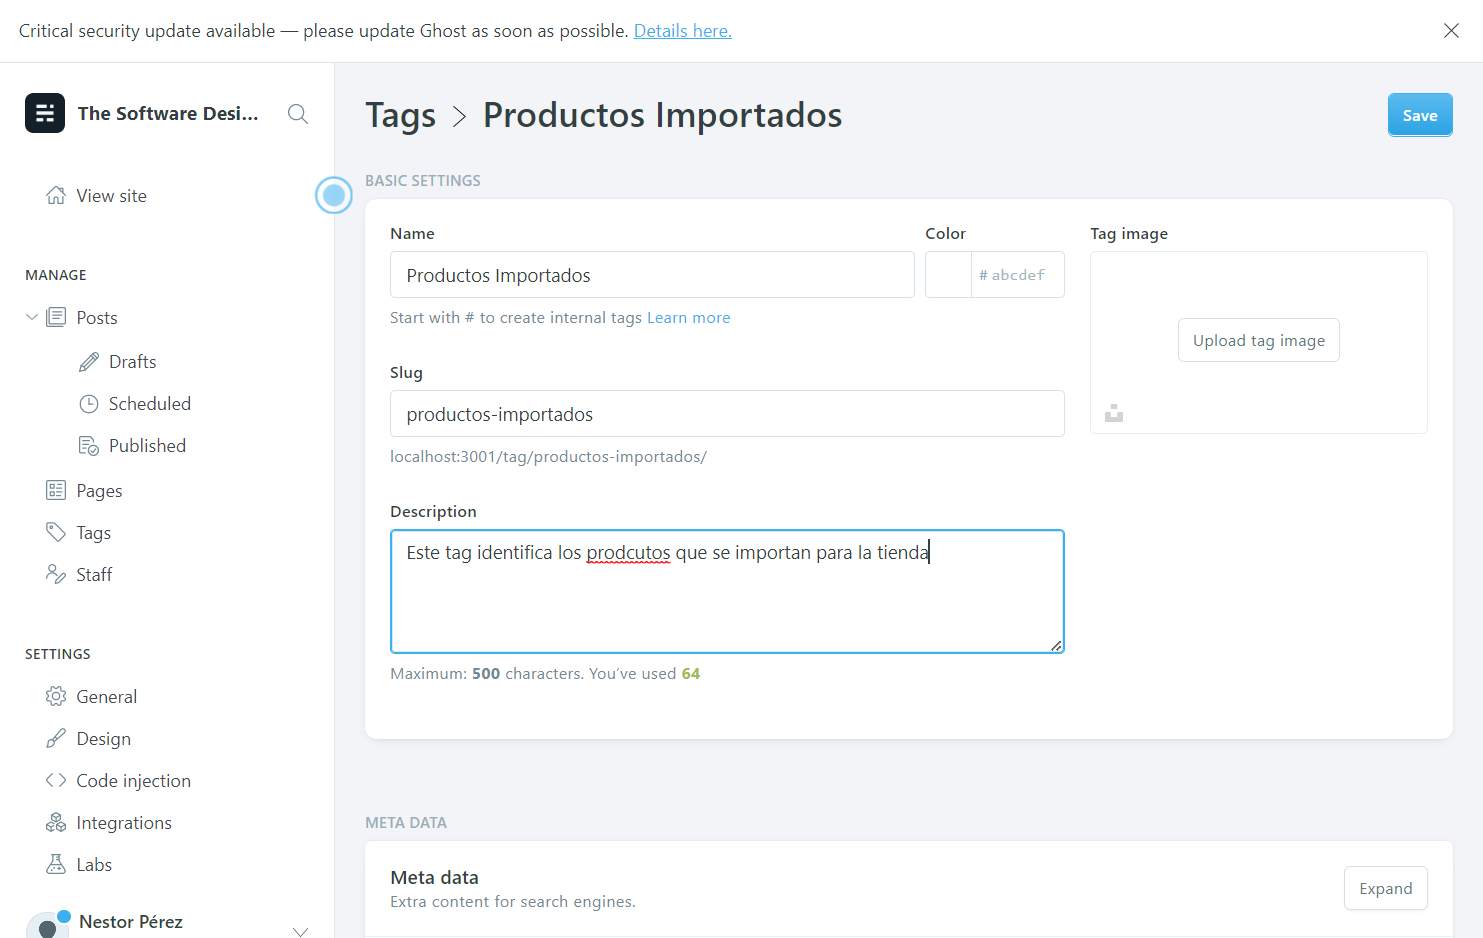 Critical security update available — please update Ghost as soon as possible. Details here.
The Software Desi...
View site
MANAGE
Posts
Drafts
Scheduled
Published
Pages
Tags
Staff
SETTINGS
General
Design
Code injection
Integrations
Labs
Nestor Pérez
Tags > Productos Importados
Save
BASIC SETTINGS
Name
Productos Importados
Start with # to create internal tags Learn more
Color
# abcdef
Tag image
Upload tag image
Slug
productos-importados
localhost:3001/tag/productos-importados/
Description
Este tag identifica los prodcutos que se importan para la tienda
Maximum: 500 characters. You’ve used 64
META DATA
Meta data
Extra content for search engines.
Expand